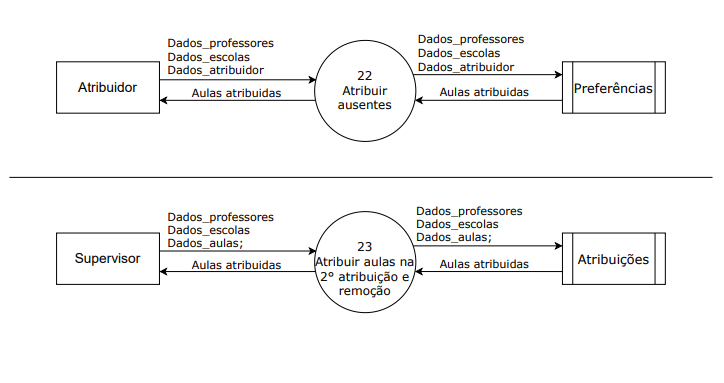 Dados_professores
Dados_escolas
Dados_atribuidor
Atribuidor
Aulas atribuidas
22
Atribuir
ausentes
Dados_professores
Dados_escolas
Dados_atribuidor
Aulas atribuidas
Preferências
Dados_professores
Dados_escolas
Dados_aulas;
Supervisor
Aulas atribuidas
23
Atribuir aulas na
2° atribuição e
remoção
Dados_professores
Dados_escolas
Dados_aulas;
Aulas atribuidas
Atribuições